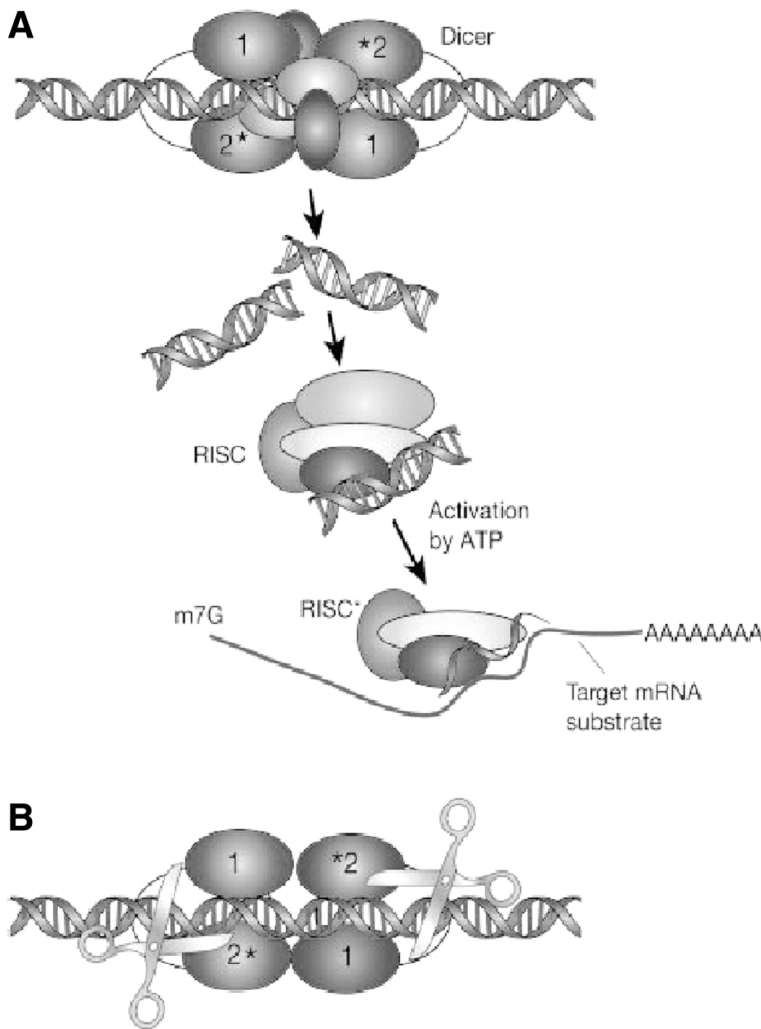 A
1
*2
Dicer
2*
1
RISC
Activation
by ATP
RISC*
m7G
AAAAAAAA
Target mRNA
substrate
B
1
*2
2*
1